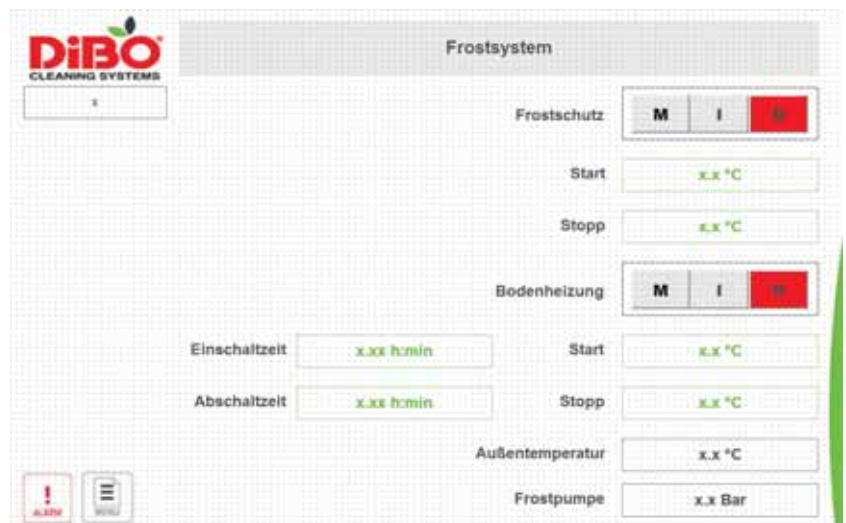 DiBO
CLEANING SYSTEMS
Frostsystem
x
Frostschutz M I
Start x.x °C
Stopp x.x °C
Bodenheizung M I
Einschaltzeit x.xx h:min Start x.x °C
Abschaltzeit x.xx h:min Stopp x.x °C
Außentemperatur x.x °C
Frostpumpe x.x Bar
! ALARM MENU